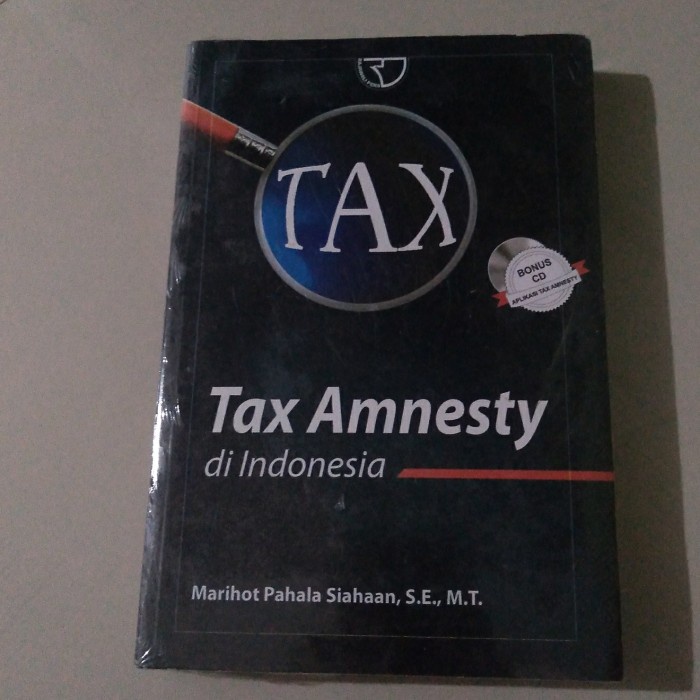 TAX
BONUS
CD
APLIKASI TAX AMNESTY
Tax Amnesty
di Indonesia
Marihot Pahala Siahaan, S.E., M.T.